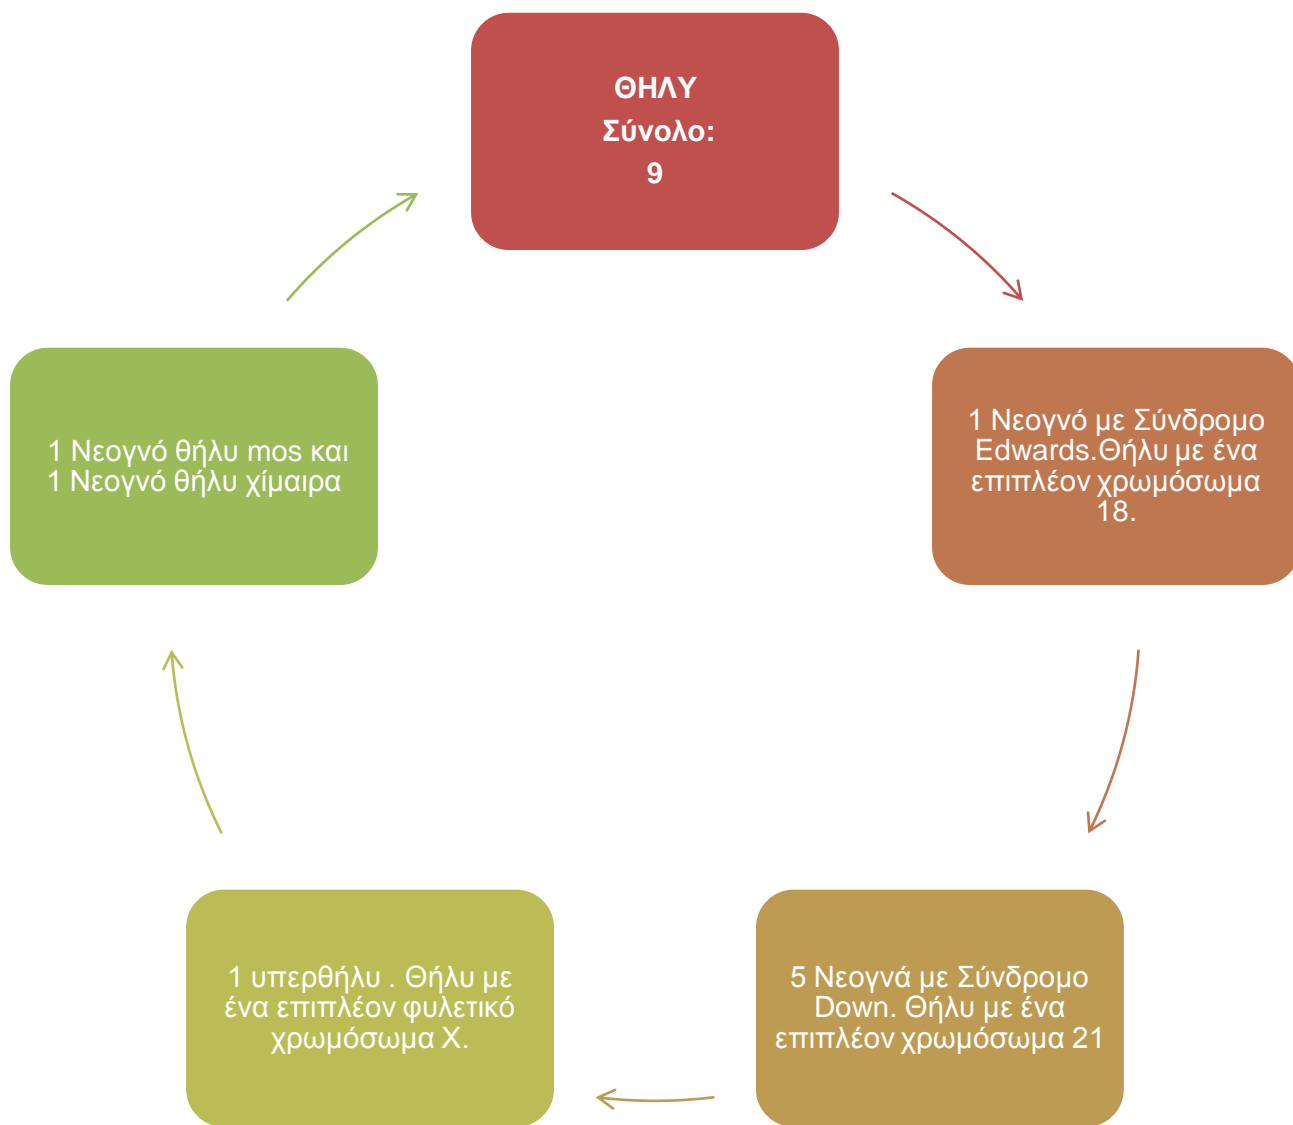 ΘΗΛΥ
Σύνολο:
9
1 Νεογνό με Σύνδρομο
Edwards.Θήλυ με ένα
επιπλέον χρωμόσωμα
18.
5 Νεογνά με Σύνδρομο
Down. Θήλυ με ένα
επιπλέον χρωμόσωμα 21
1 υπερθήλυ . Θήλυ με
ένα επιπλέον φυλετικό
χρωμόσωμα Χ.
1 Νεογνό θήλυ mos και
1 Νεογνό θήλυ χίμαιρα